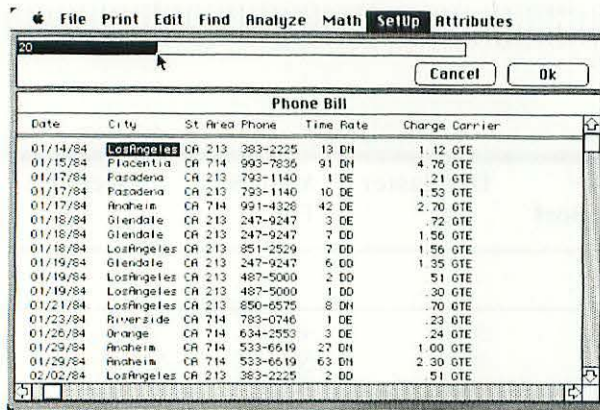 File Print Edit Find Analyze Math SetUp Attributes
20
Cancel Ok
Phone Bill
Date City St Area Phone Time Rate Charge Carrier
01/14/84 LosAngeles CA 213 383-2225 13 DN 1.12 GTE
01/15/84 Placentia CA 714 993-7836 91 DN 4.76 GTE
01/17/84 Pasadena CA 213 793-1140 1 DE .21 GTE
01/17/84 Pasadena CA 213 793-1140 10 DE 1.53 GTE
01/17/84 Anaheim CA 714 991-4328 42 DE 2.70 GTE
01/18/84 Glendale CA 213 247-9247 3 DE .72 GTE
01/18/84 Glendale CA 213 247-9247 7 DD 1.56 GTE
01/18/84 LosAngeles CA 213 851-2529 7 DD 1.56 GTE
01/19/84 Glendale CA 213 247-9247 6 DD 1.35 GTE
01/19/84 LosAngeles CA 213 487-5000 2 DD .51 GTE
01/19/84 LosAngeles CA 213 487-5000 1 DD .30 GTE
01/21/84 LosAngeles CA 213 850-6575 8 DN .70 GTE
01/23/84 Riverside CA 714 783-0746 1 DE .23 GTE
01/26/84 Orange CA 714 634-2553 3 DE .24 GTE
01/29/84 Anaheim CA 714 533-6619 27 DN 1.00 GTE
01/29/84 Anaheim CA 714 533-6619 63 DN 2.30 GTE
02/02/84 LosAngeles CA 213 383-2225 2 DD .51 GTE